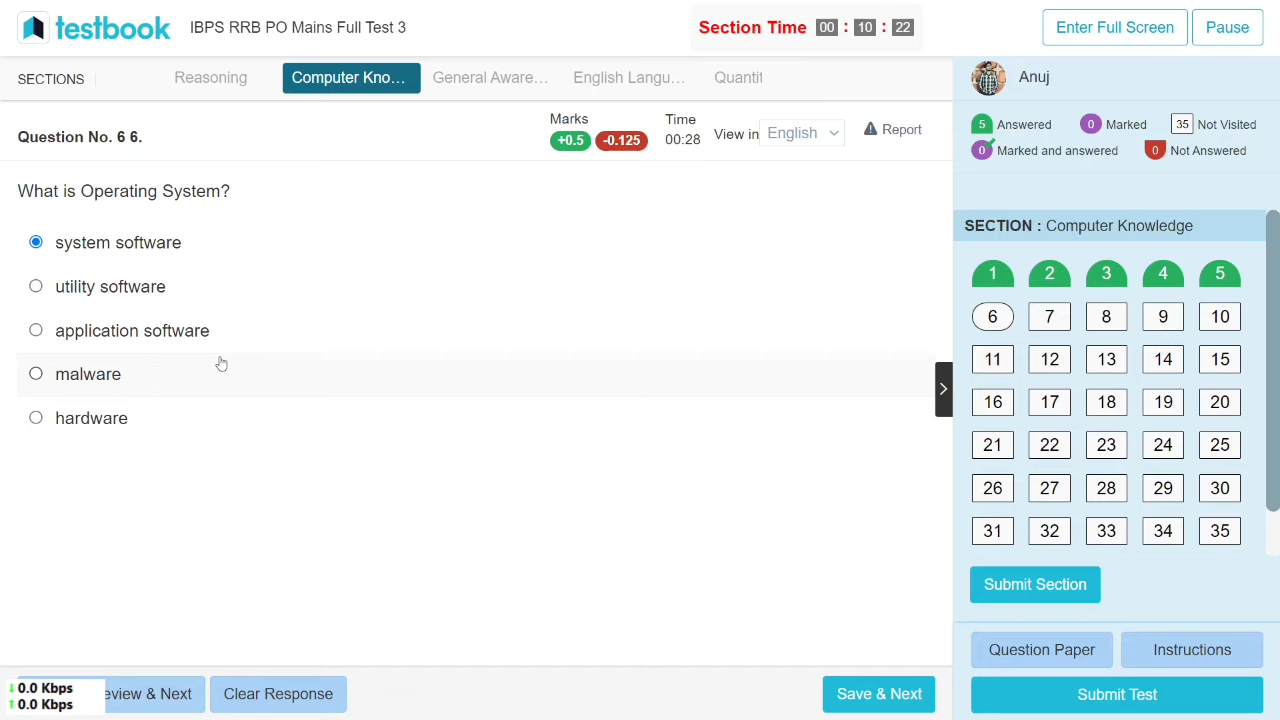 testbook
IBPS RRB PO Mains Full Test 3
Section Time 00 : 10 : 22
Enter Full Screen
Pause
SECTIONS
Reasoning
Computer Kno...
General Aware...
English Langu...
Quantit
Anuj
5 Answered
0 Marked
35 Not Visited
0 Marked and answered
0 Not Answered
Question No. 6 6.
Marks
+0.5 -0.125
Time
00:28
View in English
Report
What is Operating System?
system software
utility software
application software
malware
hardware
SECTION : Computer Knowledge
1 2 3 4 5
6 7 8 9 10
11 12 13 14 15
16 17 18 19 20
21 22 23 24 25
26 27 28 29 30
31 32 33 34 35
Submit Section
Question Paper
Instructions
Submit Test
0.0 Kbps
0.0 Kbps
eview & Next
Clear Response
Save & Next